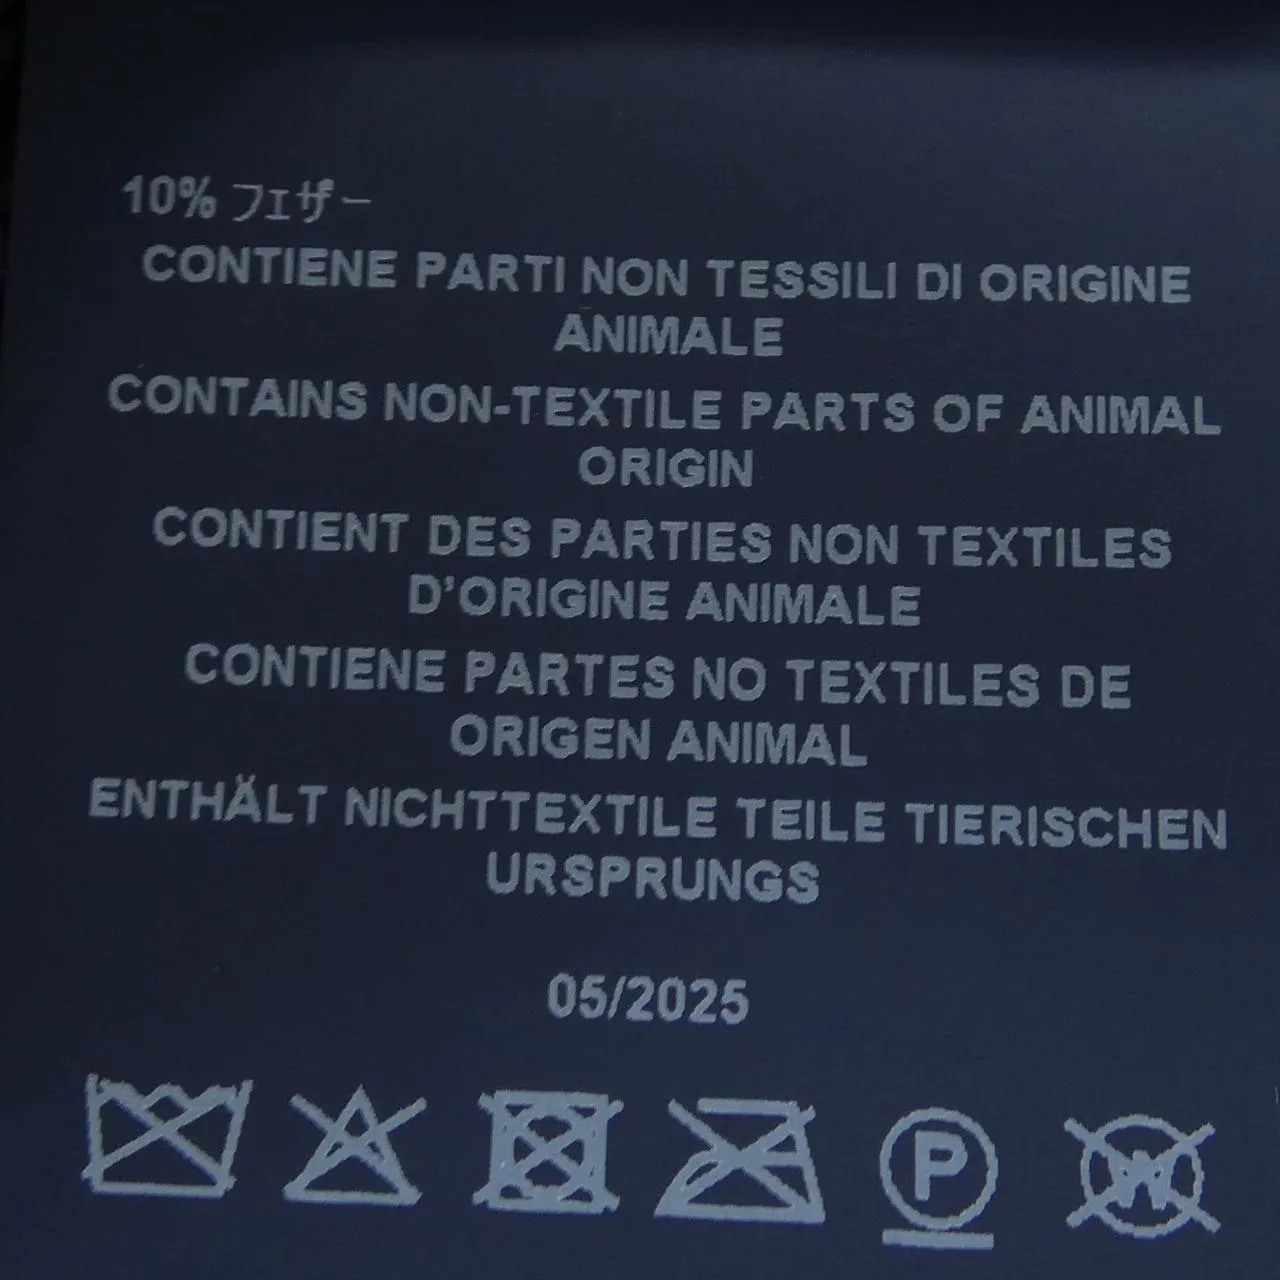 10% フェザー
CONTIENE PARTI NON TESSILI DI ORIGINE
ANIMALE
CONTAINS NON-TEXTILE PARTS OF ANIMAL
ORIGIN
CONTIENT DES PARTIES NON TEXTILES
D'ORIGINE ANIMALE
CONTIENE PARTES NO TEXTILES DE
ORIGEN ANIMAL
ENTHÄLT NICHTTEXTILE TEILE TIERISCHEN
URSPRUNGS
05/2025
P W